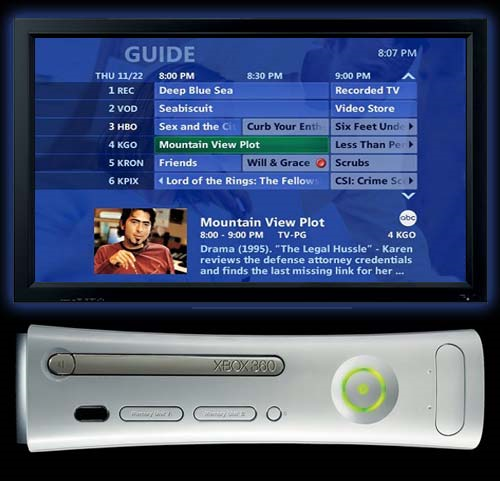 GUIDE
8:07 PM
THU 11/22 8:00 PM 8:30 PM 9:00 PM
1 REC Deep Blue Sea Recorded TV
2 VOD Seabiscuit Video Store
3 HBO Sex and the Cit Curb Your Enth Six Feet Unde
4 KGO Mountain View Plot Less Than Per
5 KRON Friends Will & Grace Scrubs
6 KPIX Lord of the Rings: The Fellows CSI: Crime Sc
Mountain View Plot
abc
8:00 - 9:00 PM TV-PG 4 KGO
Drama (1995). "The Legal Hussle" - Karen
reviews the defense attorney credentials
and finds the last missing link for her ...
XBOX 360
Memory Unit A Memory Unit B